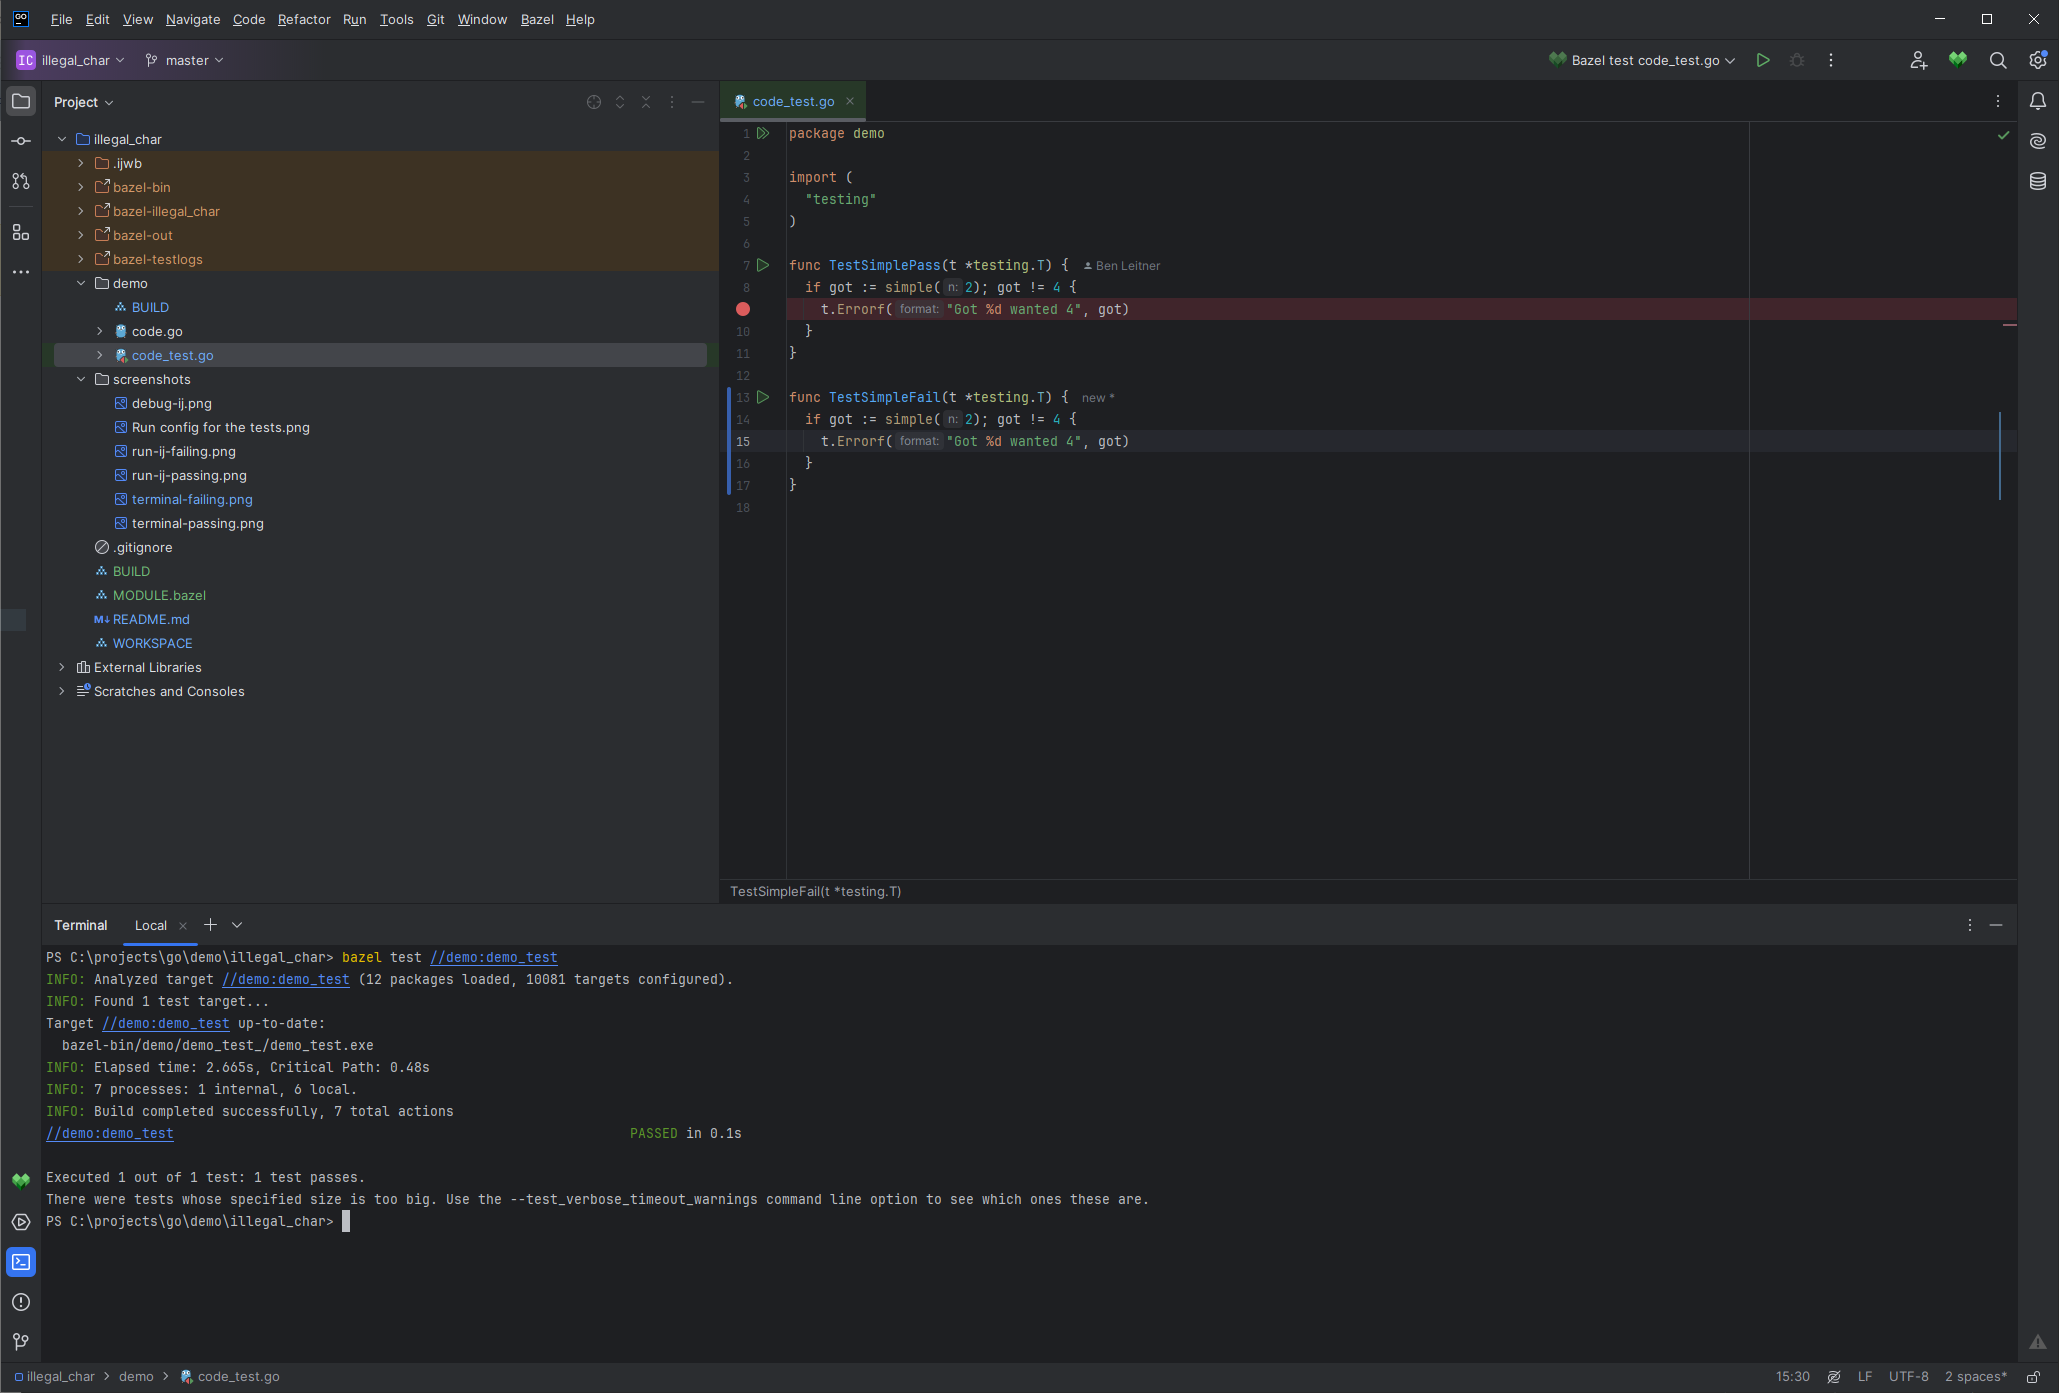 GO
File Edit View Navigate Code Refactor Run Tools Git Window Bazel Help
IC illegal_char master
Bazel test code_test.go
Project
illegal_char
.ijwb
bazel-bin
bazel-illegal_char
bazel-out
bazel-testlogs
demo
BUILD
code.go
code_test.go
screenshots
debug-ij.png
Run config for the tests.png
run-ij-failing.png
run-ij-passing.png
terminal-failing.png
terminal-passing.png
.gitignore
BUILD
MODULE.bazel
M↓ README.md
WORKSPACE
External Libraries
Scratches and Consoles
code_test.go
1 package demo
2
3 import (
4 "testing"
5 )
6
7 func TestSimplePass(t *testing.T) { Ben Leitner
8 if got := simple( n: 2); got != 4 {
t.Errorf( format: "Got %d wanted 4", got)
10 }
11 }
12
13 func TestSimpleFail(t *testing.T) { new *
14 if got := simple( n: 2); got != 4 {
15 t.Errorf( format: "Got %d wanted 4", got)
16 }
17 }
18
TestSimpleFail(t *testing.T)
Terminal Local
PS C:\projects\go\demo\illegal_char> bazel test //demo:demo_test
INFO: Analyzed target //demo:demo_test (12 packages loaded, 10081 targets configured).
INFO: Found 1 test target...
Target //demo:demo_test up-to-date:
bazel-bin/demo/demo_test_/demo_test.exe
INFO: Elapsed time: 2.665s, Critical Path: 0.48s
INFO: 7 processes: 1 internal, 6 local.
INFO: Build completed successfully, 7 total actions
//demo:demo_test PASSED in 0.1s
Executed 1 out of 1 test: 1 test passes.
There were tests whose specified size is too big. Use the --test_verbose_timeout_warnings command line option to see which ones these are.
PS C:\projects\go\demo\illegal_char>
illegal_char > demo > code_test.go
15:30 LF UTF-8 2 spaces*